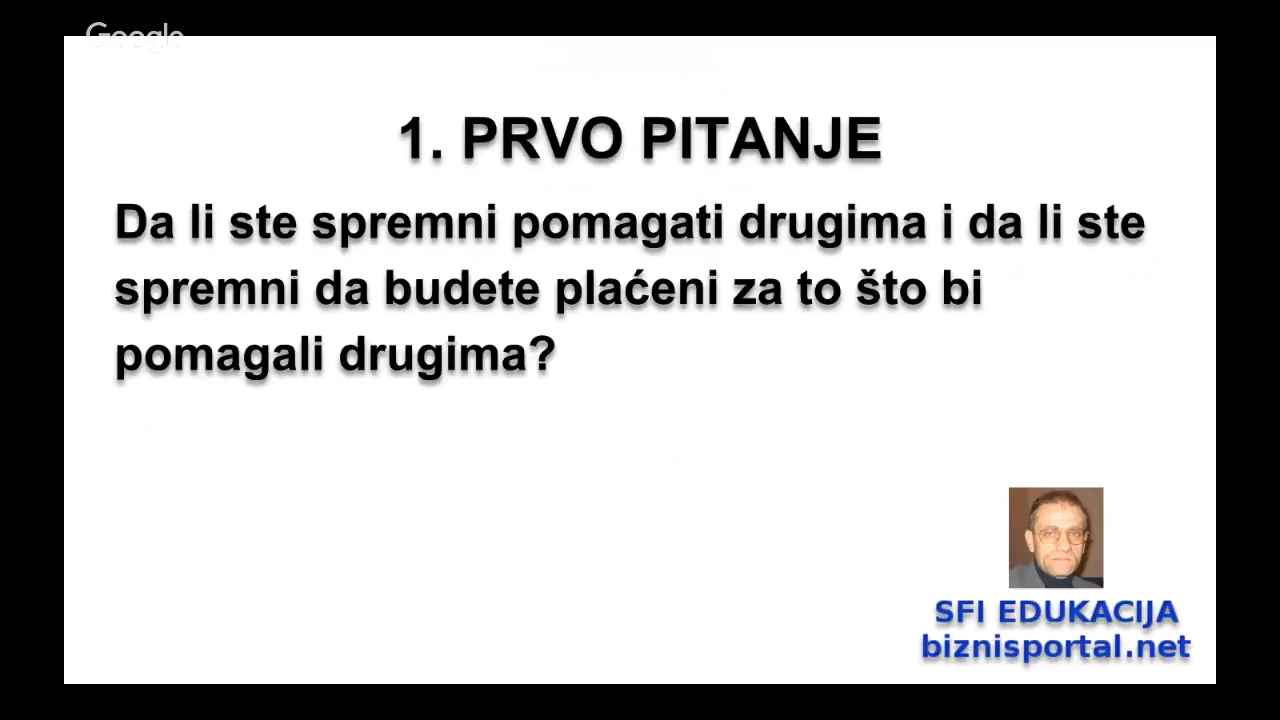 Google
1. PRVO PITANJE
Da li ste spremni pomagati drugima i da li ste
spremni da budete plaćeni za to što bi
pomagali drugima?
SFI EDUKACIJA
biznisportal.net